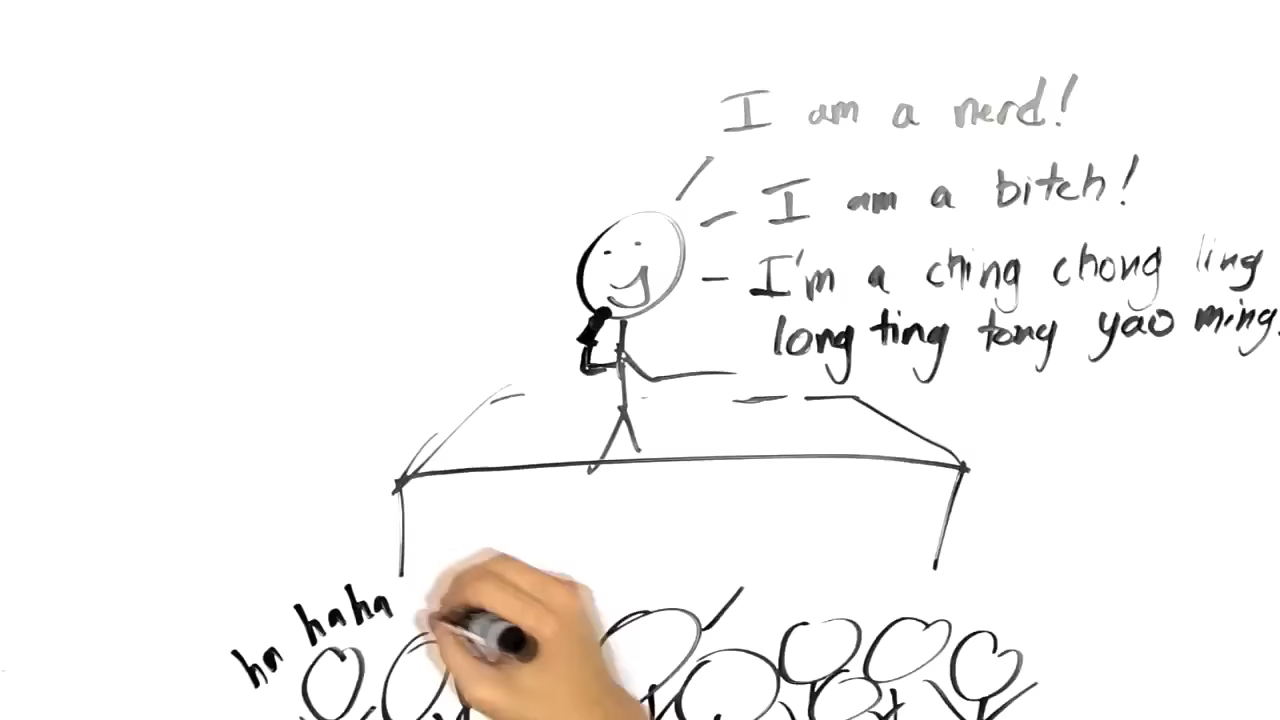 I am a nerd!
I am a bitch!
I'm a ching chong ling
long ting tong yao ming.
ha haha